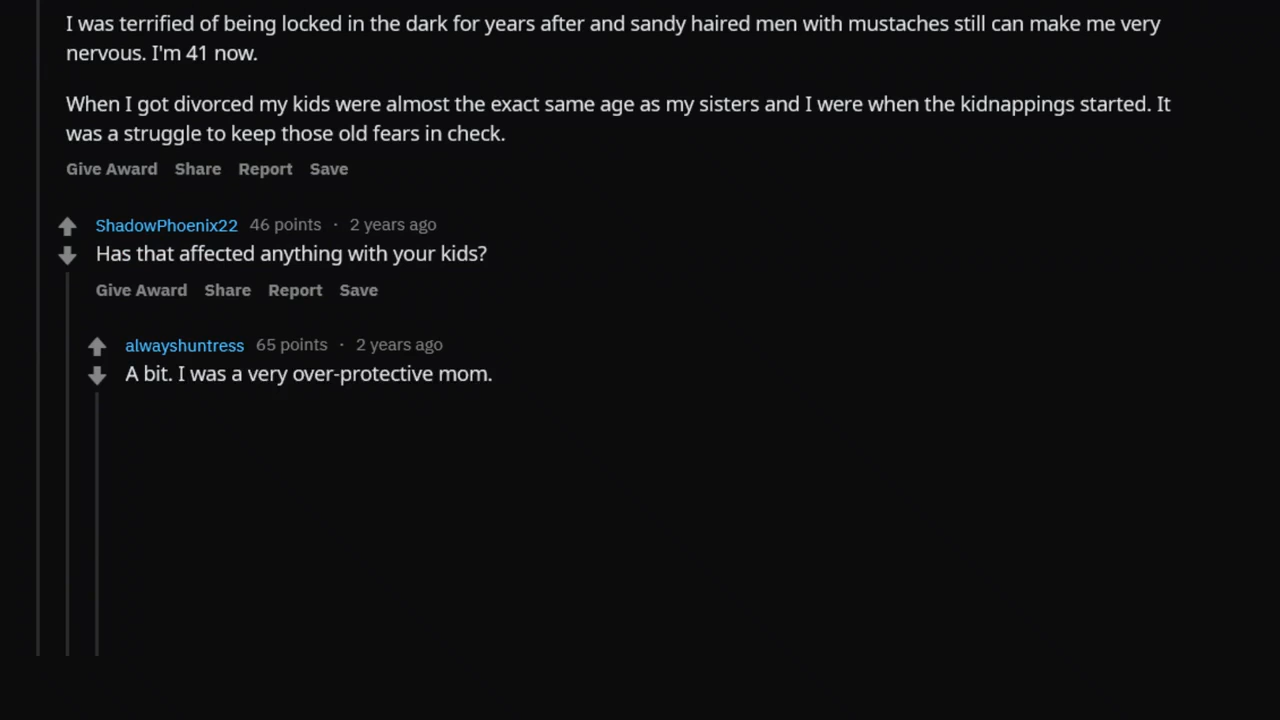 I was terrified of being locked in the dark for years after and sandy haired men with mustaches still can make me very
nervous. I'm 41 now.
When I got divorced my kids were almost the exact same age as my sisters and I were when the kidnappings started. It
was a struggle to keep those old fears in check.
Give Award Share Report Save
ShadowPhoenix22 46 points · 2 years ago
Has that affected anything with your kids?
Give Award Share Report Save
alwayshuntress 65 points · 2 years ago
A bit. I was a very over-protective mom.